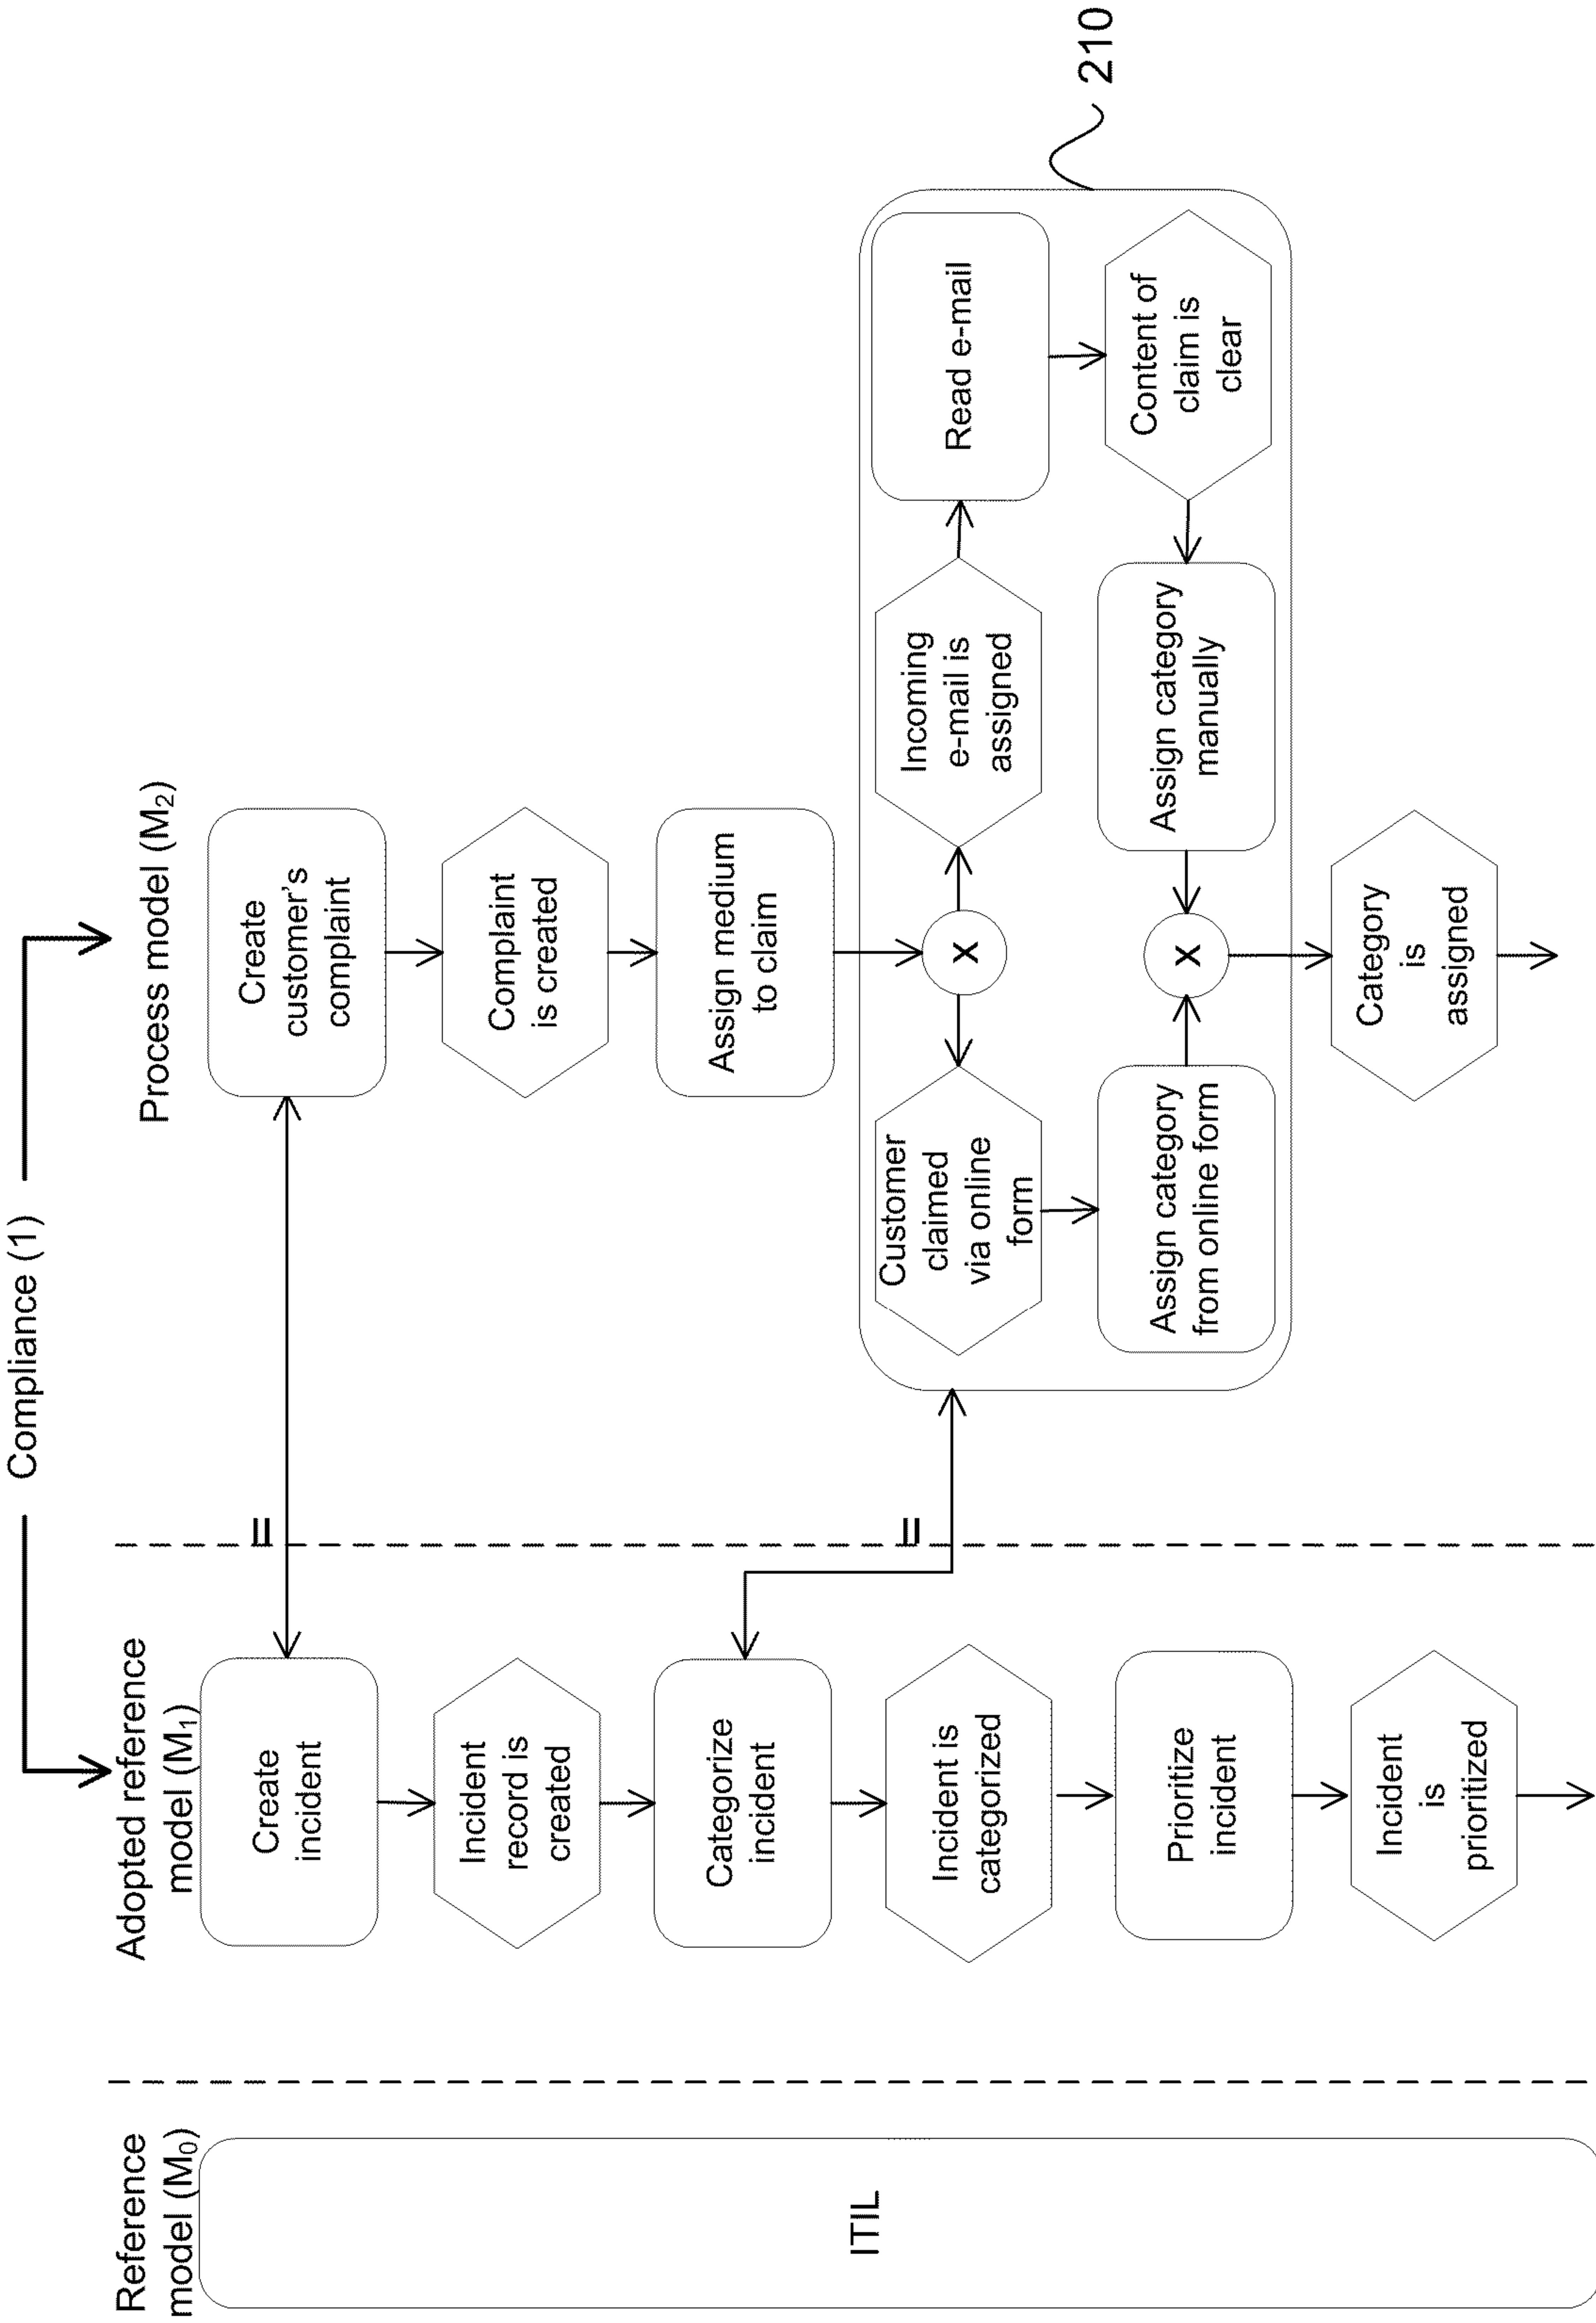 Compliance (1)
Reference
model (M₀)
Adopted reference
model (M₁)
Process model (M₂)
ITIL
Create
incident
Incident
record is
created
Categorize
incident
Incident is
categorized
Prioritize
incident
Incident
is
prioritized
=
=
Create
customer's
complaint
Complaint
is created
Assign medium
to claim
X
Customer
claimed
via online
form
Incoming
e-mail is
assigned
Read e-mail
Assign category
from online form
X
Assign category
manually
Content of
claim is
clear
Category
is
assigned
210